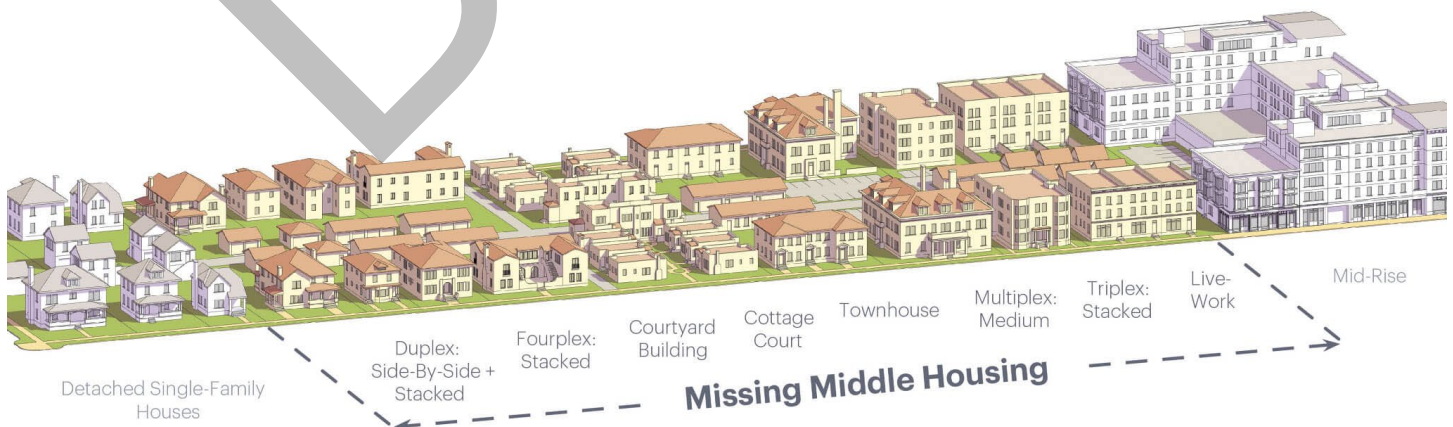 Detached Single-Family
Houses
Duplex:
Side-By-Side +
Stacked
Fourplex:
Stacked
Courtyard
Building
Cottage
Court
Townhouse
Multiplex:
Medium
Triplex:
Stacked
Live-
Work
Mid-Rise
Missing Middle Housing